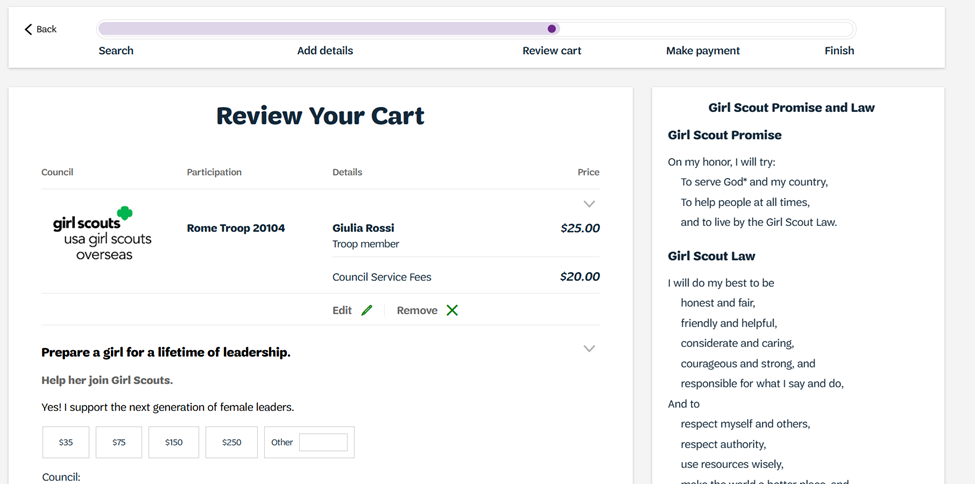 Back
Search
Add details
Review cart
Make payment
Finish
Review Your Cart
Council
Participation
Details
Price
girl scouts
usa girl scouts
overseas
Rome Troop 20104
Giulia Rossi
$25.00
Troop member
Council Service Fees
$20.00
Edit
Remove
Prepare a girl for a lifetime of leadership.
Help her join Girl Scouts.
Yes! I support the next generation of female leaders.
$35
$75
$150
$250
Other
Council:
Girl Scout Promise and Law
Girl Scout Promise
On my honor, I will try:
To serve God* and my country,
To help people at all times,
and to live by the Girl Scout Law.
Girl Scout Law
I will do my best to be
honest and fair,
friendly and helpful,
considerate and caring,
courageous and strong, and
responsible for what I say and do,
And to
respect myself and others,
respect authority,
use resources wisely,
make the world a better place, and